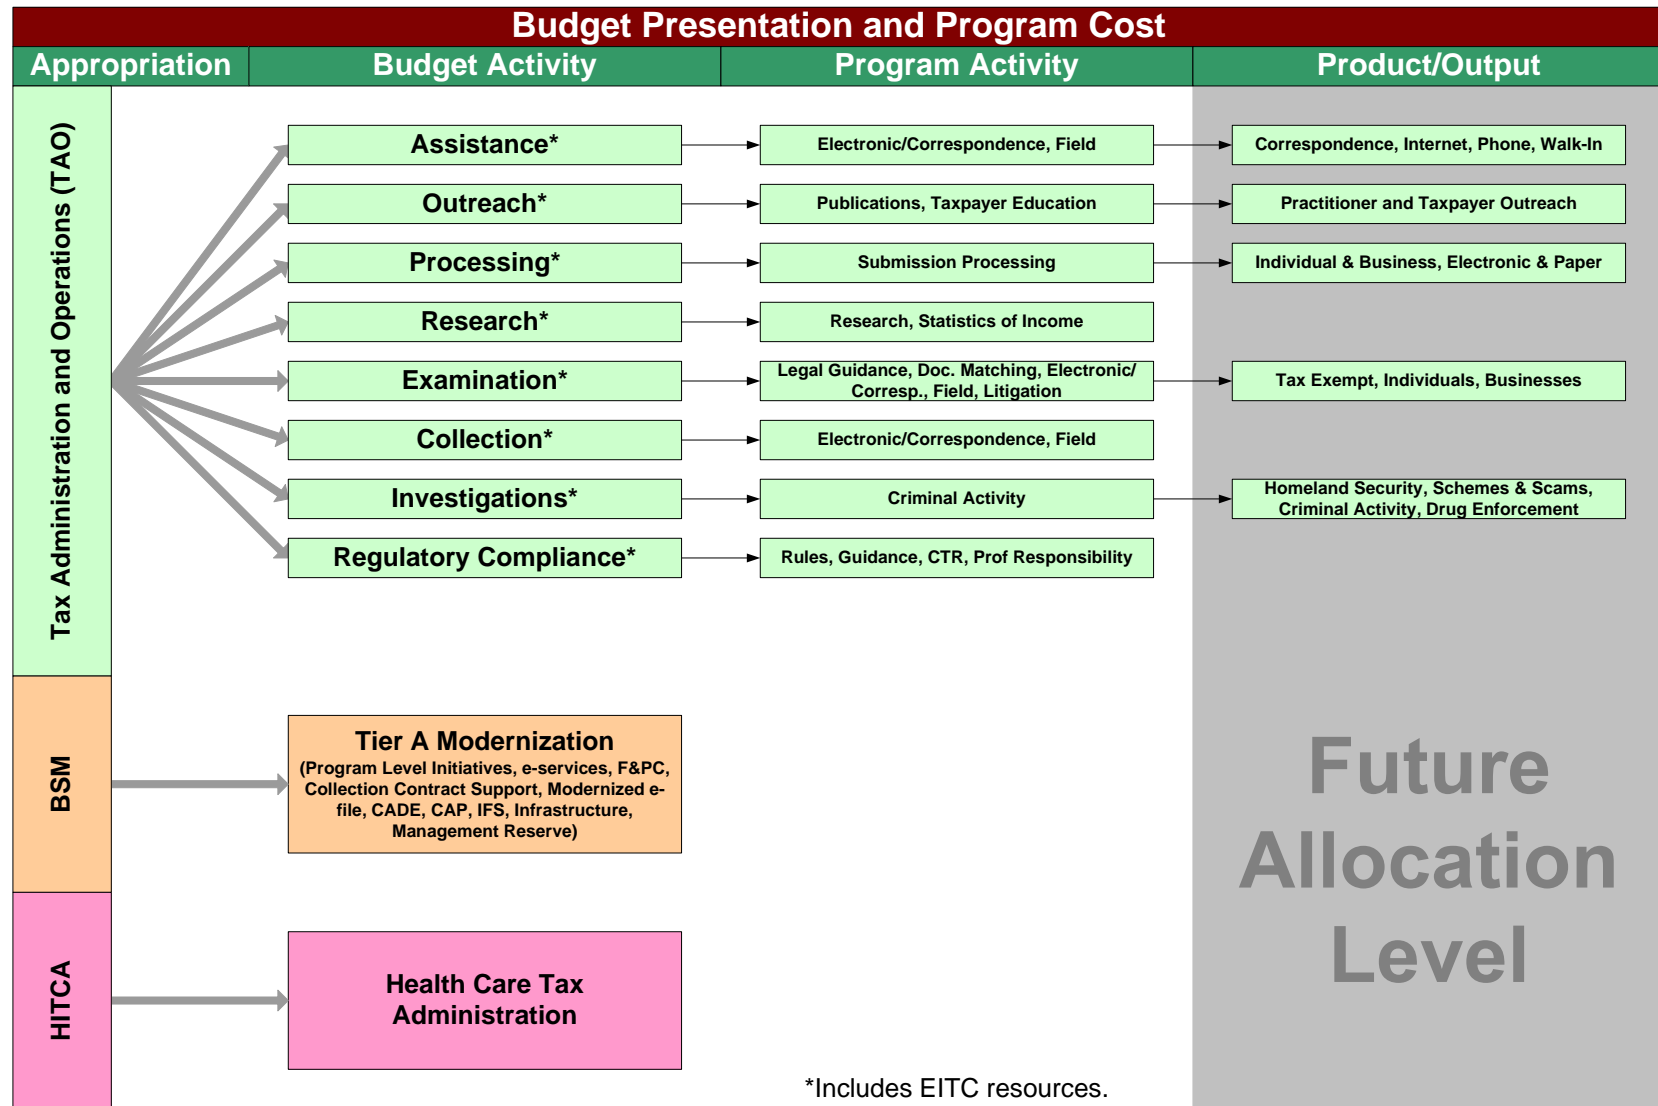 Budget Presentation and Program Cost
Appropriation
Budget Activity
Program Activity
Product/Output
Tax Administration and Operations (TAO)
Assistance*
Electronic/Correspondence, Field
Correspondence, Internet, Phone, Walk-In
Outreach*
Publications, Taxpayer Education
Practitioner and Taxpayer Outreach
Processing*
Submission Processing
Individual & Business, Electronic & Paper
Research*
Research, Statistics of Income
Examination*
Legal Guidance, Doc. Matching, Electronic/
Corresp., Field, Litigation
Tax Exempt, Individuals, Businesses
Collection*
Electronic/Correspondence, Field
Investigations*
Criminal Activity
Homeland Security, Schemes & Scams,
Criminal Activity, Drug Enforcement
Regulatory Compliance*
Rules, Guidance, CTR, Prof Responsibility
BSM
Tier A Modernization
(Program Level Initiatives, e-services, F&PC,
Collection Contract Support, Modernized e-
file, CADE, CAP, IFS, Infrastructure,
Management Reserve)
HITCA
Health Care Tax
Administration
Future
Allocation
Level
*Includes EITC resources.